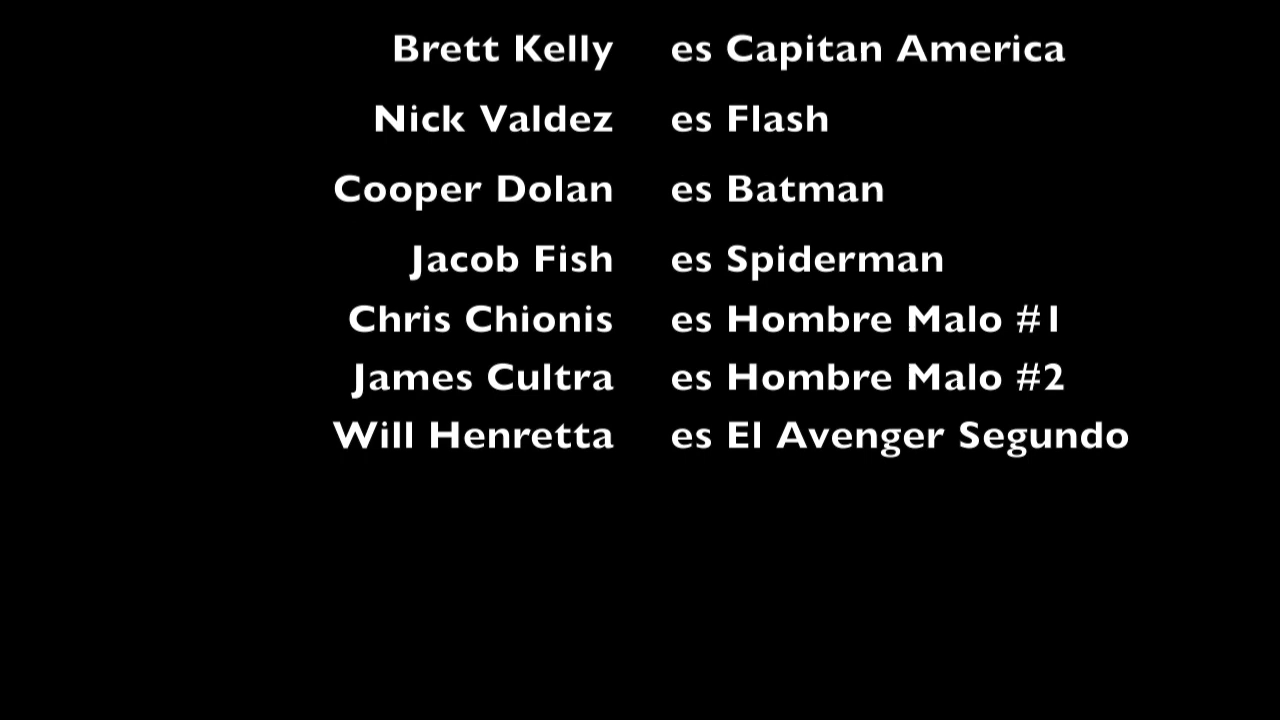 Brett Kelly es Capitan America
Nick Valdez es Flash
Cooper Dolan es Batman
Jacob Fish es Spiderman
Chris Chionis es Hombre Malo #1
James Cultra es Hombre Malo #2
Will Henretta es El Avenger Segundo